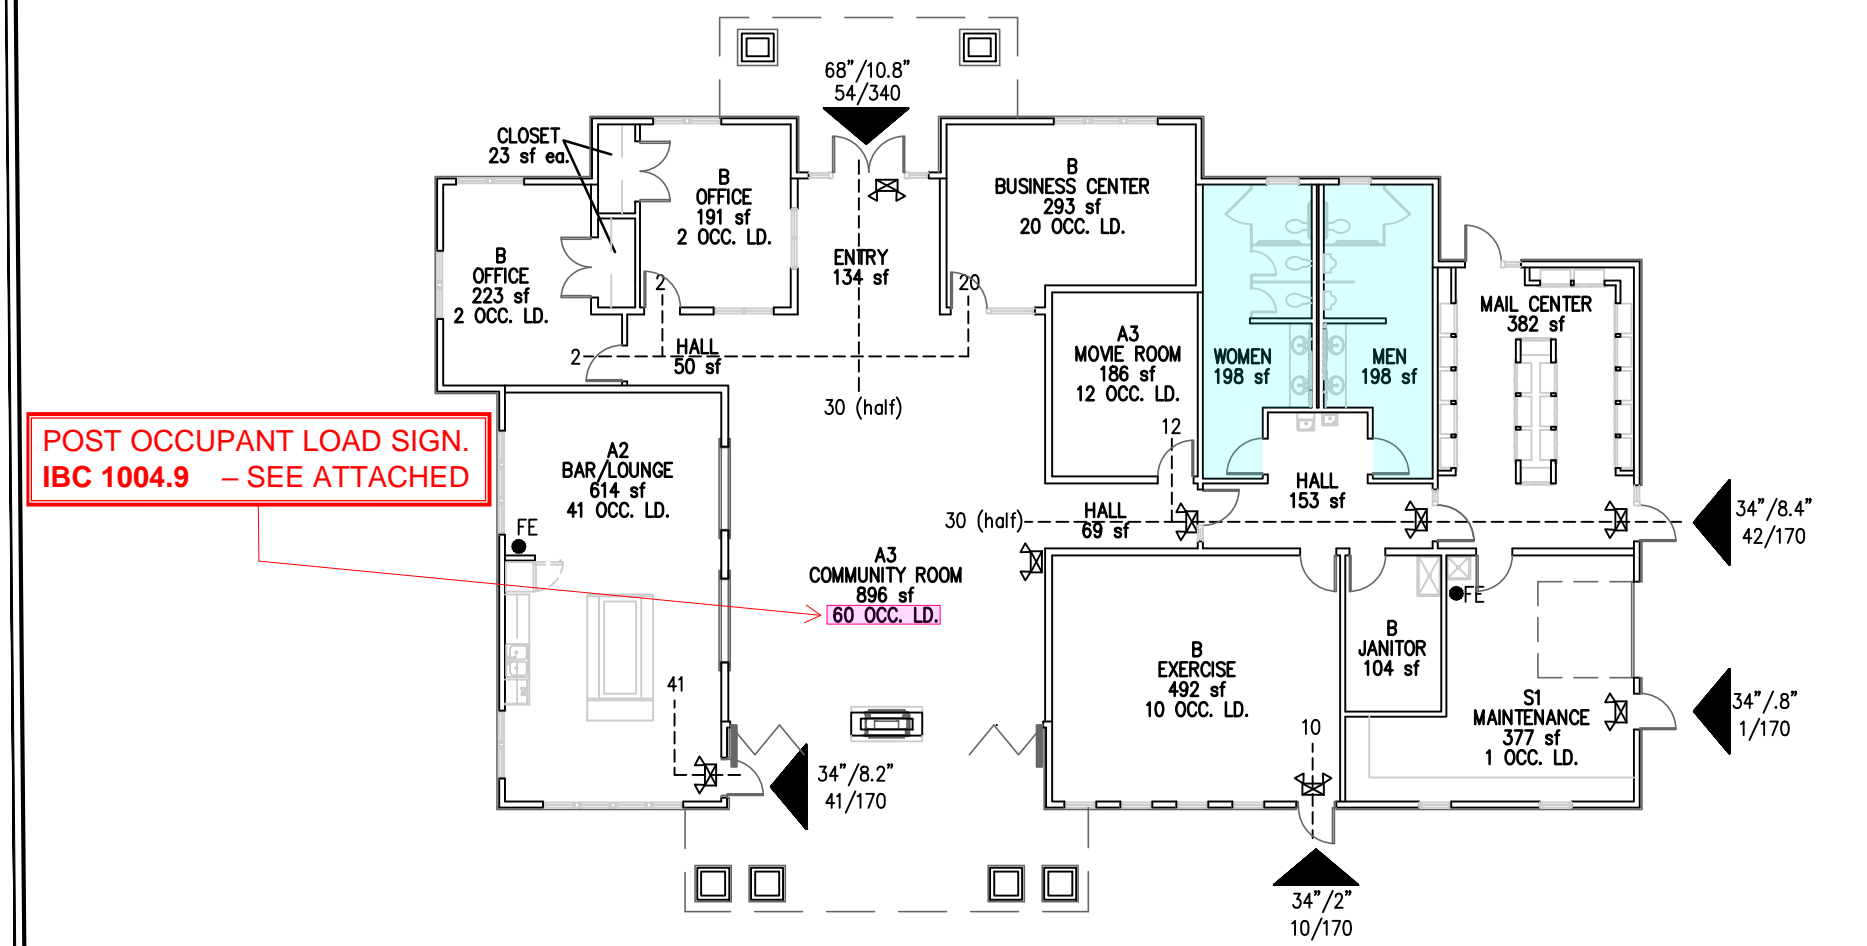 68”/10.8”
54/340
CLOSET
23 sf ea.
B
OFFICE
191 sf
2 OCC. LD.
B
BUSINESS CENTER
293 sf
20 OCC. LD.
B
OFFICE
223 sf
2 OCC. LD.
ENTRY
134 sf
2
20
MAIL CENTER
382 sf
2
HALL
50 sf
A3
MOVIE ROOM
186 sf
12 OCC. LD.
WOMEN
198 sf
MEN
198 sf
30 (half)
12
POST OCCUPANT LOAD SIGN.
IBC 1004.9 – SEE ATTACHED
A2
BAR/LOUNGE
614 sf
41 OCC. LD.
FE
30 (half)
HALL
69 sf
HALL
153 sf
34”/8.4”
42/170
A3
COMMUNITY ROOM
896 sf
60 OCC. LD.
FE
B
EXERCISE
492 sf
10 OCC. LD.
B
JANITOR
104 sf
41
10
S1
MAINTENANCE
377 sf
1 OCC. LD.
34”/.8”
1/170
34”/8.2”
41/170
34”/2”
10/170